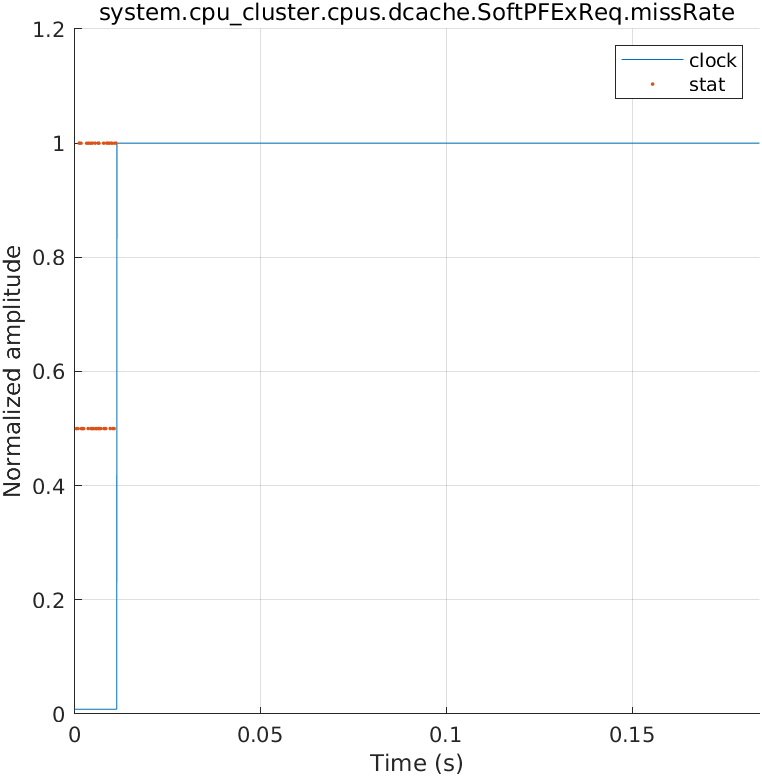 system.cpu_cluster.cpus.dcache.SoftPFExReq.missRate
1.2
clock
stat
1
0.8
0.6
0.4
0.2
0
Normalized amplitude
0
0.05
0.1
0.15
Time (s)